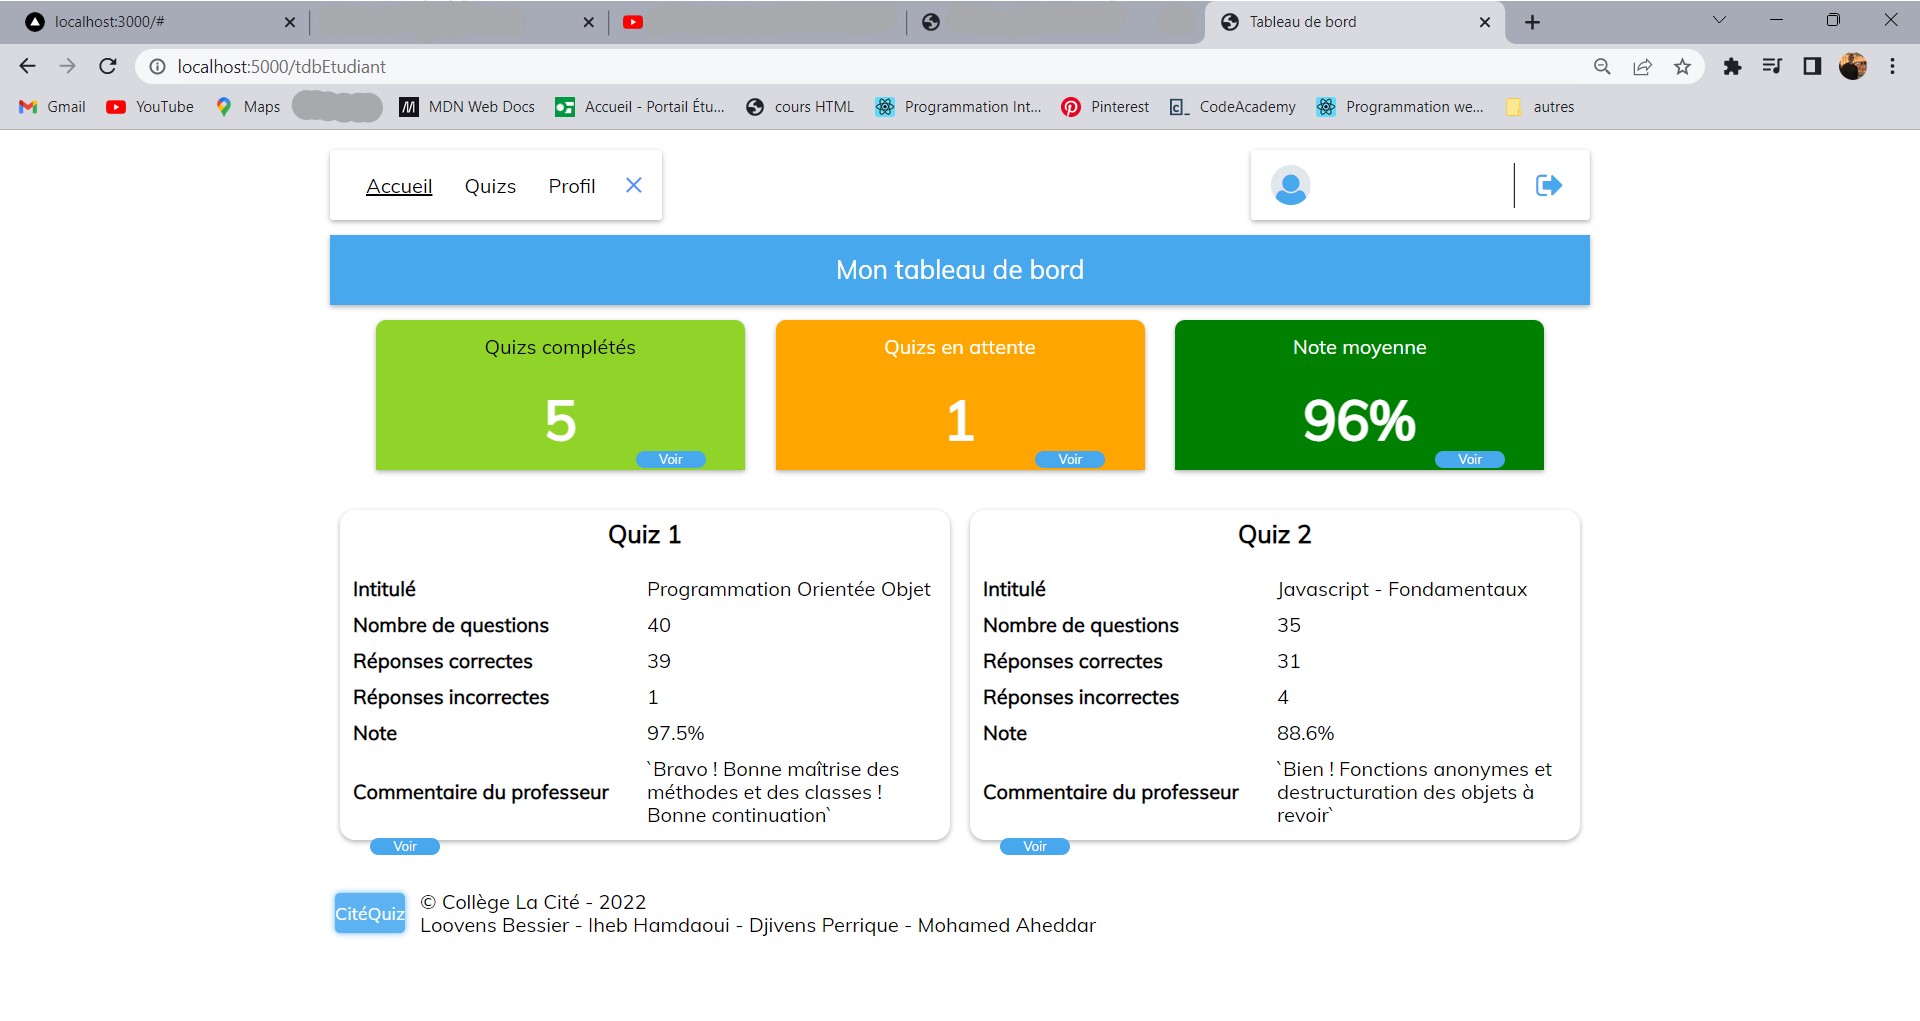 localhost:3000/#
Tableau de bord
localhost:5000/tdbEtudiant
Gmail
YouTube
Maps
MDN Web Docs
Accueil - Portail Étu...
cours HTML
Programmation Int...
Pinterest
CodeAcademy
Programmation we...
autres
Accueil Quizs Profil
Mon tableau de bord
Quizs complétés
5
Voir
Quizs en attente
1
Voir
Note moyenne
96%
Voir
Quiz 1
Intitulé Programmation Orientée Objet
Nombre de questions 40
Réponses correctes 39
Réponses incorrectes 1
Note 97.5%
Commentaire du professeur
`Bravo ! Bonne maîtrise des
méthodes et des classes !
Bonne continuation`
Voir
Quiz 2
Intitulé Javascript - Fondamentaux
Nombre de questions 35
Réponses correctes 31
Réponses incorrectes 4
Note 88.6%
Commentaire du professeur
`Bien ! Fonctions anonymes et
destructuration des objets à
revoir`
Voir
CitéQuiz
© Collège La Cité - 2022
Loovens Bessier - Iheb Hamdaoui - Djivens Perrique - Mohamed Aheddar